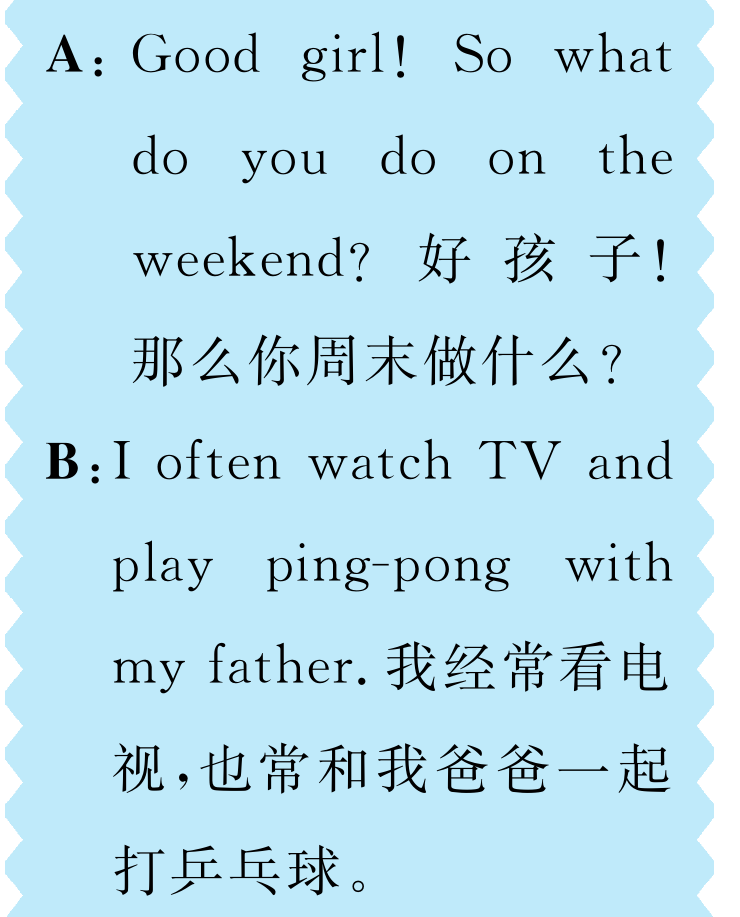 A: Good girl! So what
do you do on the
weekend? 好孩子!
那么你周末做什么?
B: I often watch TV and
play ping-pong with
my father. 我经常看电
视,也常和我爸爸一起
打乒乓球。